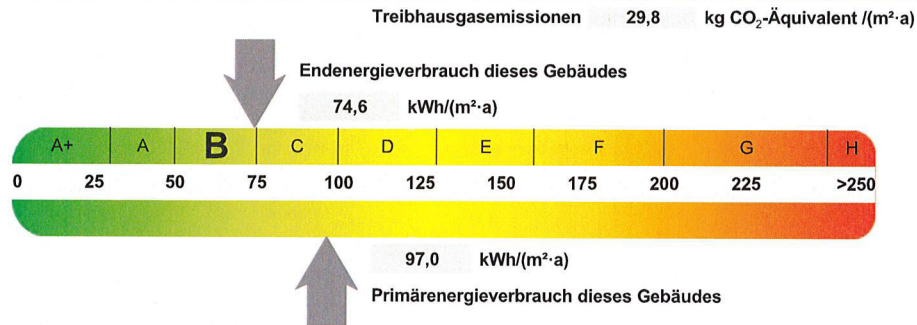 Treibhausgasemissionen 29,8 kg CO₂-Äquivalent /(m²·a)
Endenergieverbrauch dieses Gebäudes
74,6 kWh/(m²·a)
A+ A B C D E F G H
0 25 50 75 100 125 150 175 200 225 >250
97,0 kWh/(m²·a)
Primärenergieverbrauch dieses Gebäudes